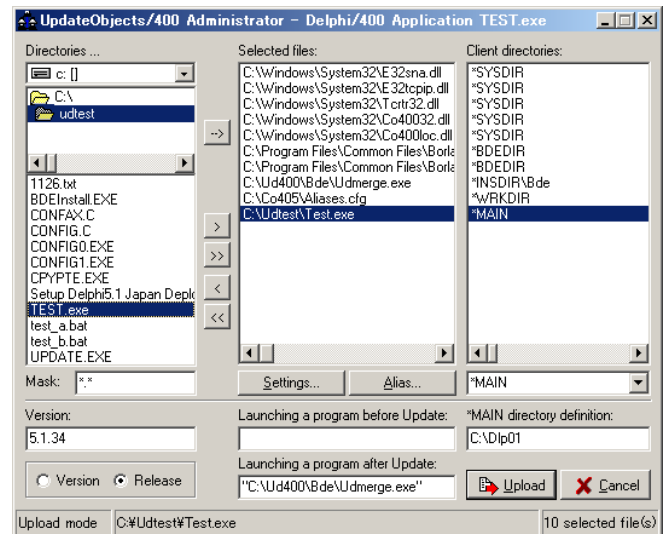 UpdateObjects/400 Administrator - Delphi/400 Application TEST.exe
Directories ...
c: []
C:\
udtest
1126.txt
BDEInstall.EXE
CONFAX.C
CONFIG.C
CONFIG0.EXE
CONFIG1.EXE
CPYPTE.EXE
Setup Delphi5.1 Japan Deplo
TEST.exe
test_a.bat
test_b.bat
UPDATE.EXE
Mask: *.*
-->
>
>>
<
<<
Selected files:
C:\Windows\System32\E32sna.dll
C:\Windows\System32\E32tcpip.dll
C:\Windows\System32\Tcrtr32.dll
C:\Windows\System32\Co40032.dll
C:\Windows\System32\Co400loc.dll
C:\Program Files\Common Files\Borla
C:\Program Files\Common Files\Borla
C:\Ud400\Bde\Udmerge.exe
C:\Co405\Aliases.cfg
C:\Udtest\Test.exe
Settings...
Alias...
Client directories:
*SYSDIR
*SYSDIR
*SYSDIR
*SYSDIR
*SYSDIR
*BDEDIR
*BDEDIR
*INSDIR\Bde
*WRKDIR
*MAIN
*MAIN
Version:
5.1.34
Version
Release
Launching a program before Update:
Launching a program after Update:
"C:\Ud400\Bde\Udmerge.exe"
*MAIN directory definition:
C:\Dlp01
Upload
Cancel
Upload mode
C:¥Udtest¥Test.exe
10 selected file(s)